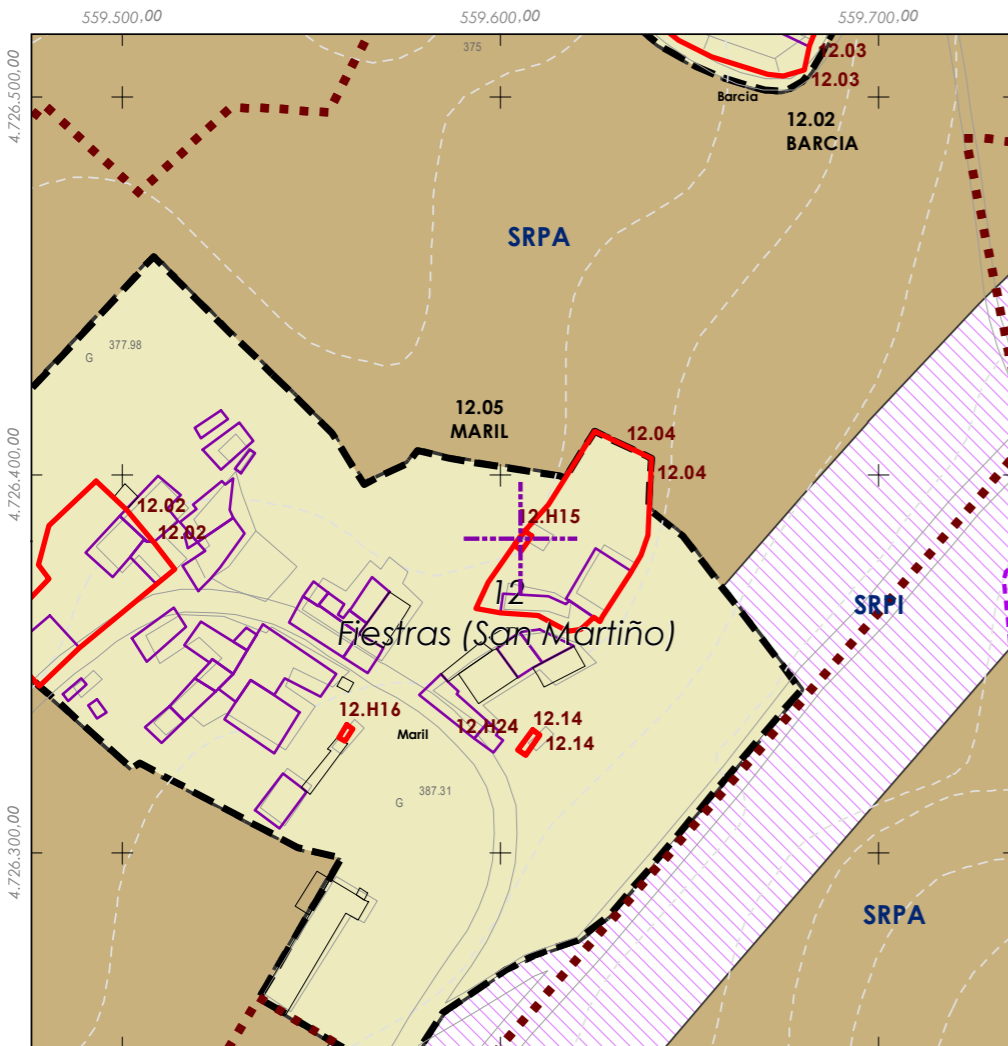 559.500,00
559.600,00
559.700,00
4.726.500,00
4.726.400,00
4.726.300,00
375
12.03
12.03
Barcia
12.02
BARCIA
SRPA
377.98
G
12.05
MARIL
12.04
12.04
12.02
12.02
12.H15
12
Fiestras (San Martiño)
SRPI
12.H16
Maril
12.H24
12.14
12.14
387.31
G
SRPA